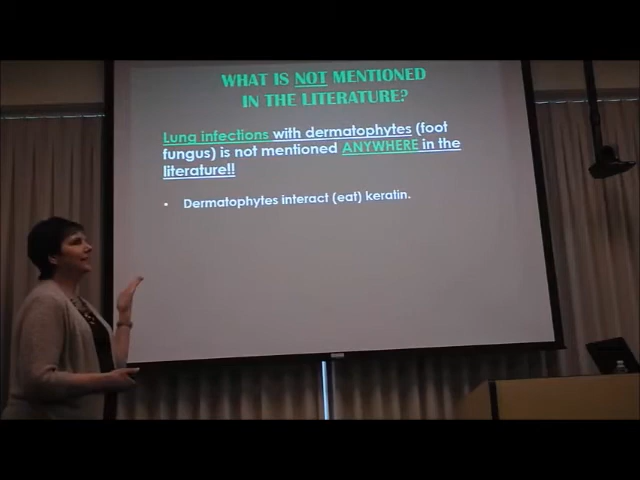 WHAT IS NOT MENTIONED
IN THE LITERATURE?
Lung infections with dermatophytes (foot
fungus) is not mentioned ANYWHERE in the
literature!!
▪ Dermatophytes interact (eat) keratin.